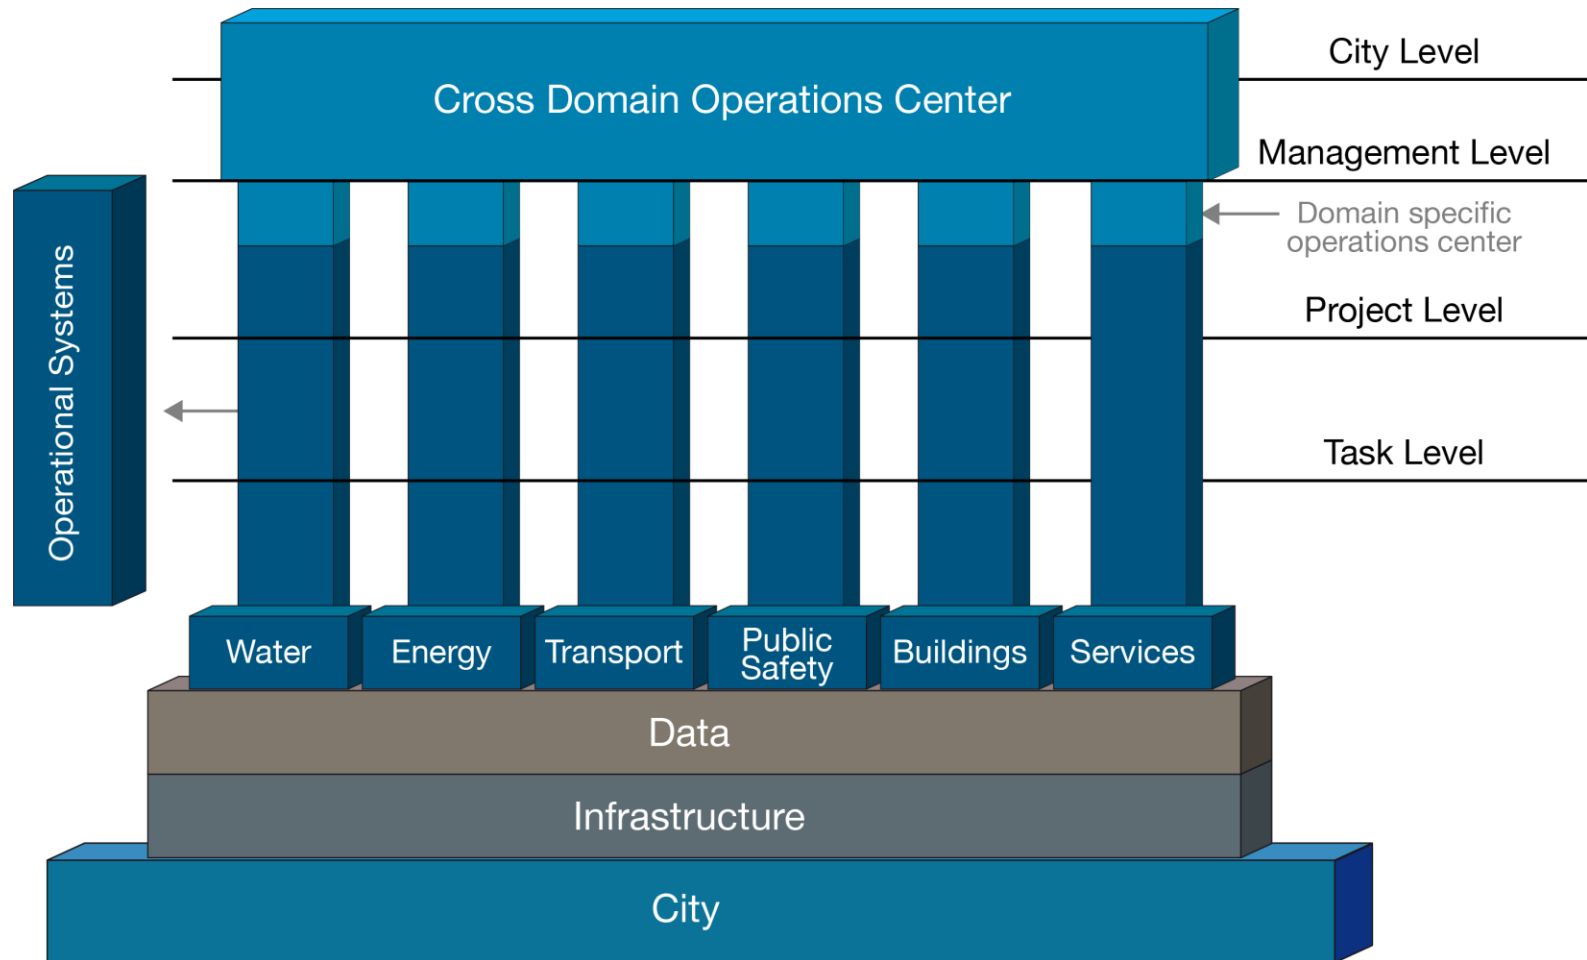 City Level
Cross Domain Operations Center
Management Level
Domain specific
operations center
Operational Systems
Project Level
Task Level
Water
Energy
Transport
Public
Safety
Buildings
Services
Data
Infrastructure
City